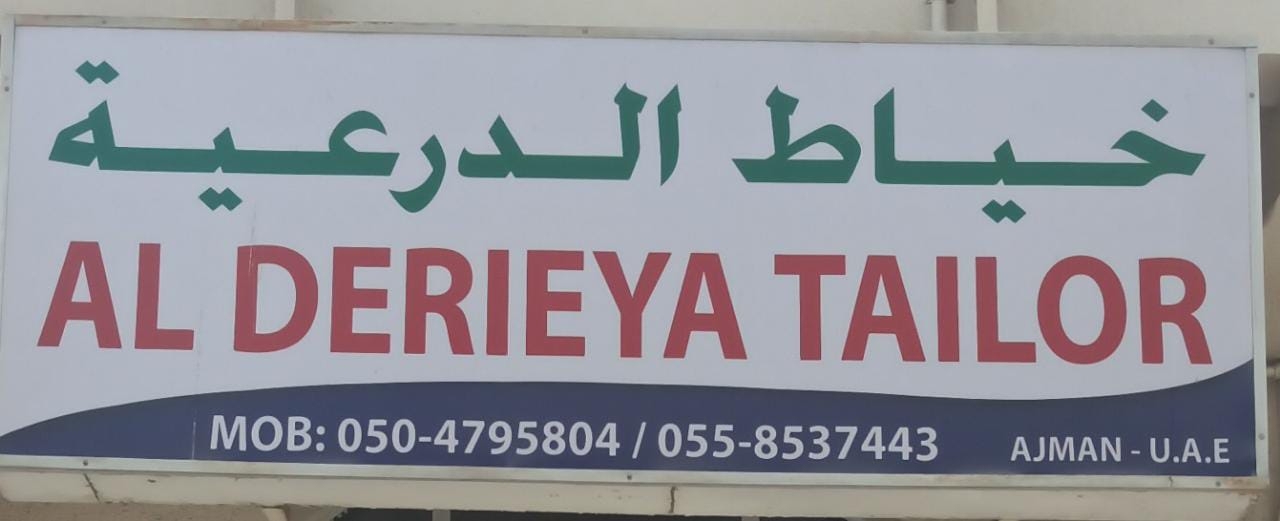 خياط الدرعية
AL DERIEYA TAILOR
MOB: 050-4795804 / 055-8537443 AJMAN - U.A.E